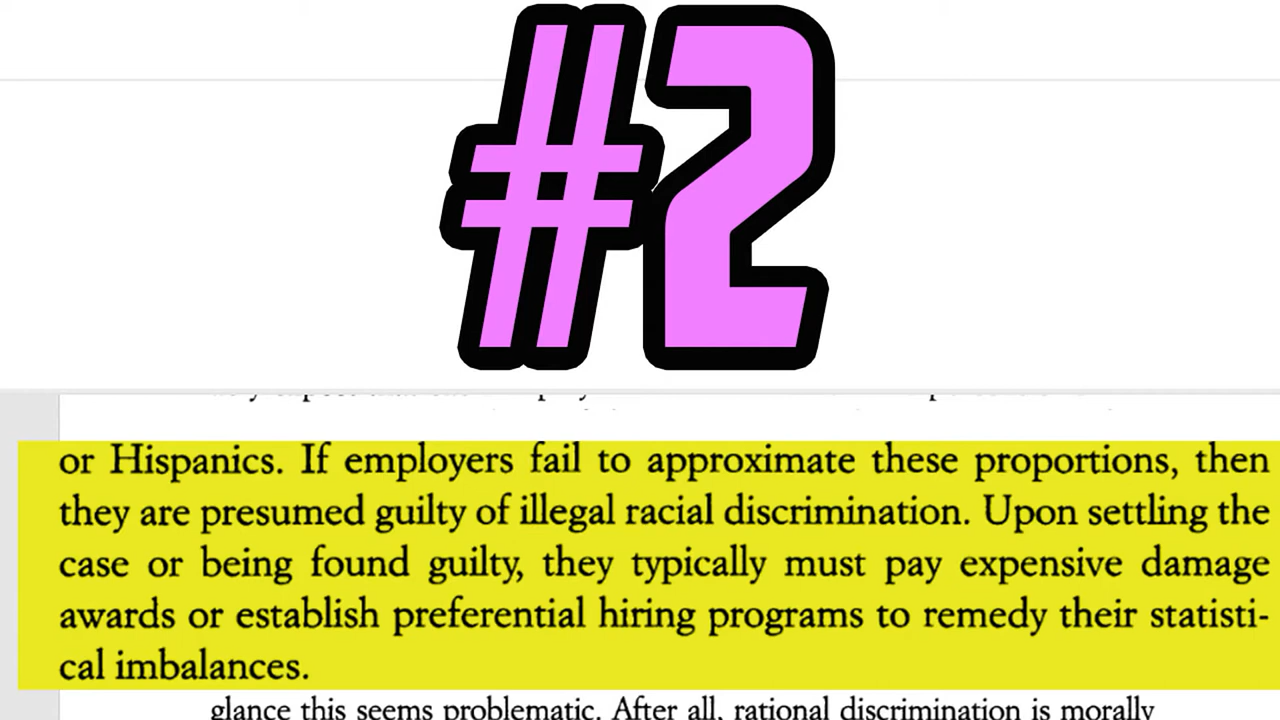 #2
or Hispanics. If employers fail to approximate these proportions, then
they are presumed guilty of illegal racial discrimination. Upon settling the
case or being found guilty, they typically must pay expensive damage
awards or establish preferential hiring programs to remedy their statisti-
cal imbalances.
glance this seems problematic. After all, rational discrimination is morally